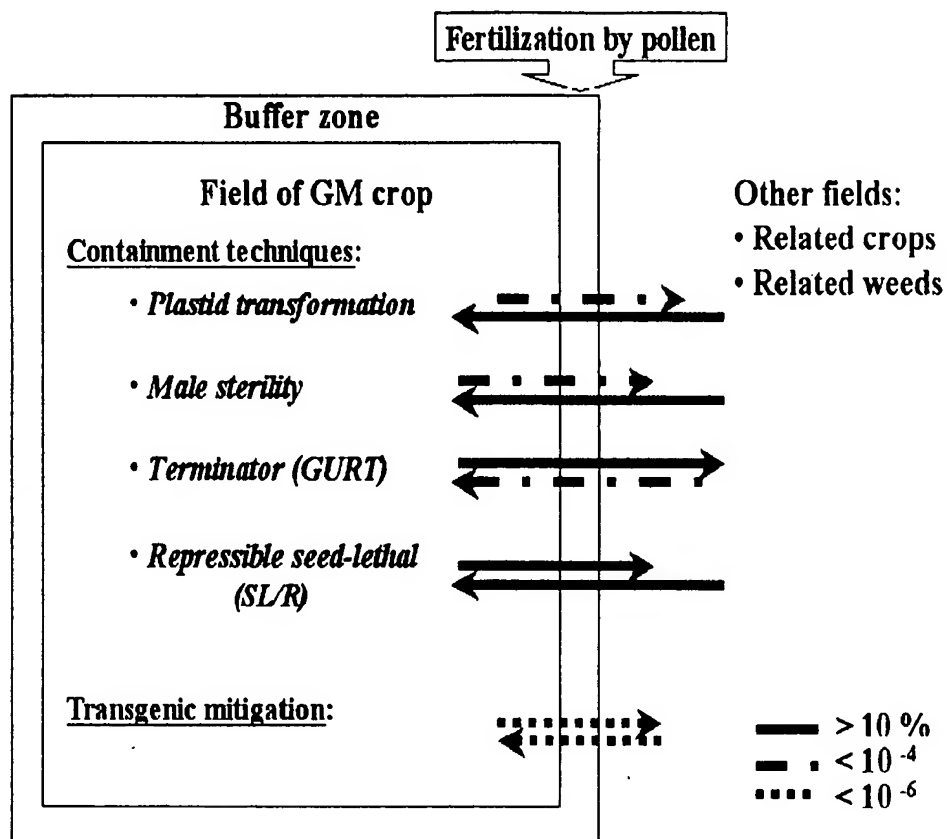 Fertilization by pollen
Buffer zone
Field of GM crop
Containment techniques:
• Plastid transformation
• Male sterility
• Terminator (GURT)
• Repressible seed-lethal
(SL/R)
Transgenic mitigation:
Other fields:
• Related crops
• Related weeds
> 10 %
< 10 -4
< 10 -6